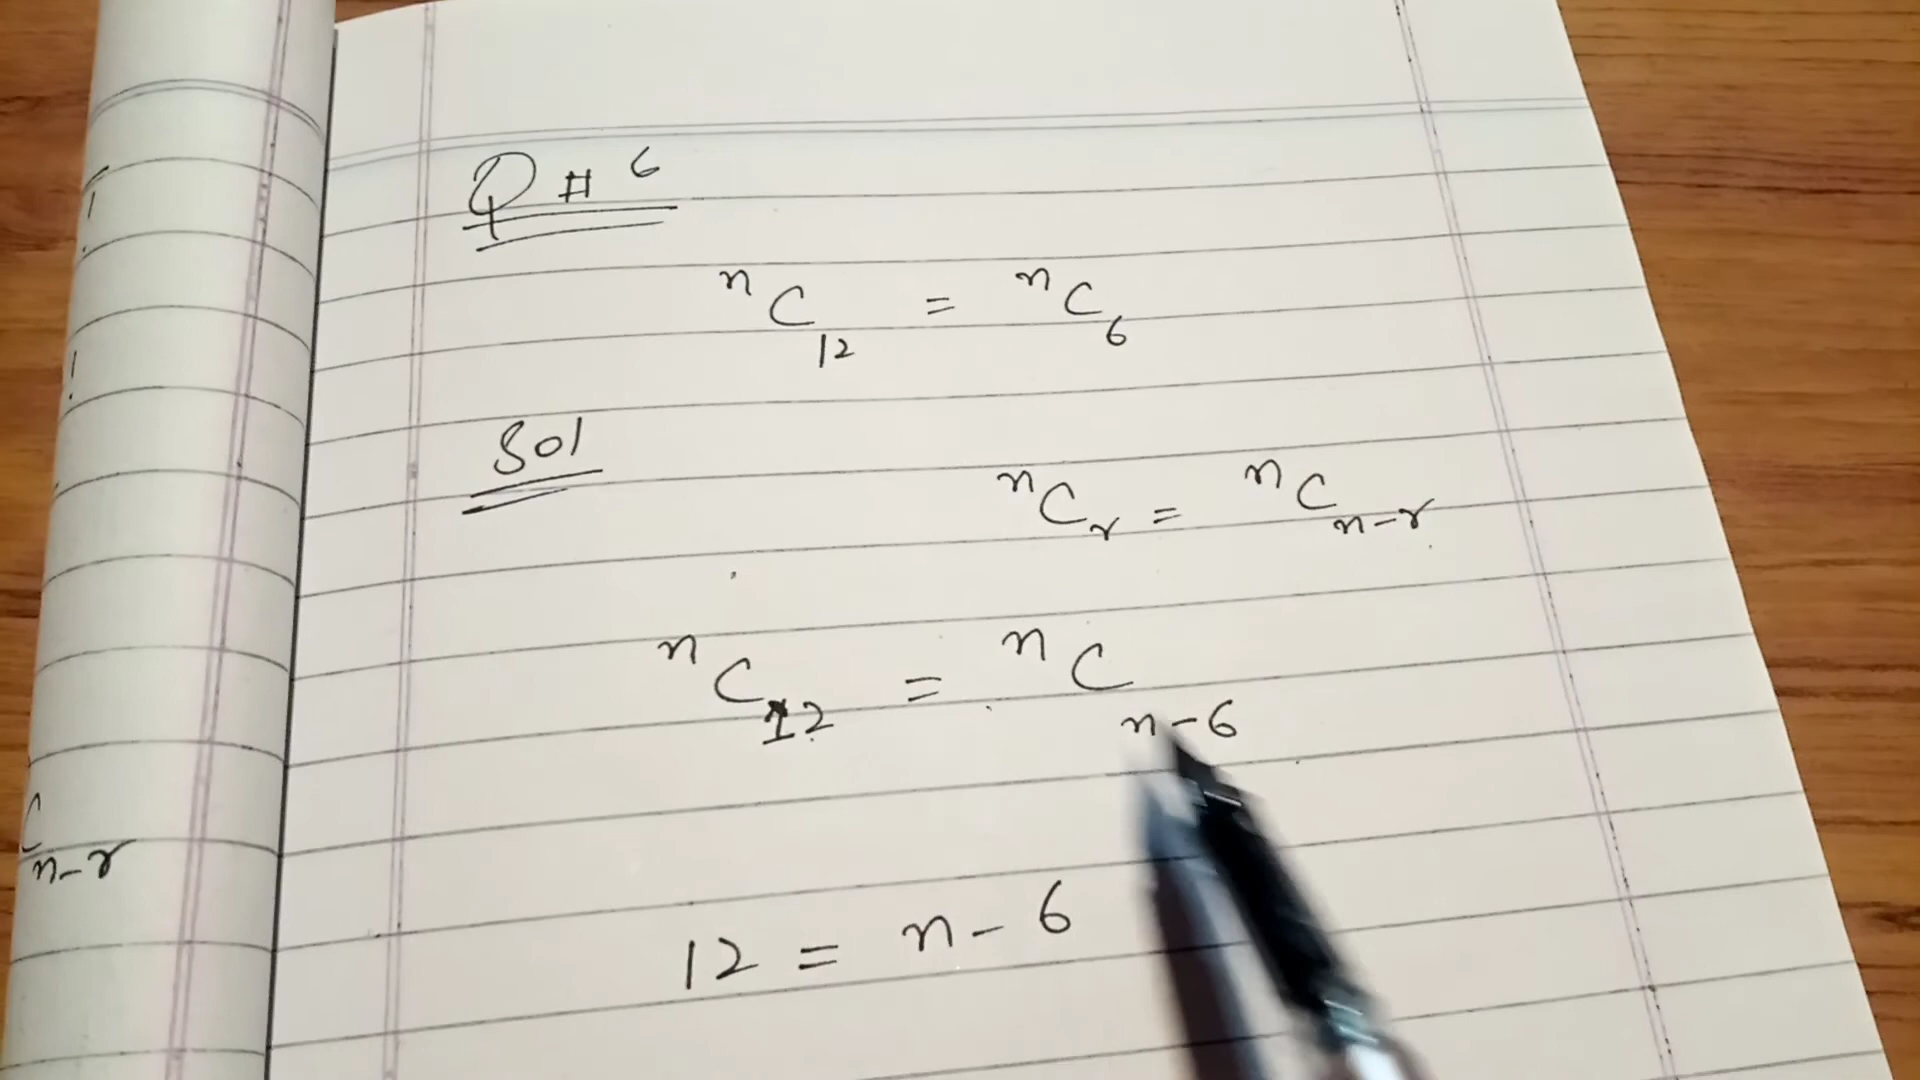 Q # 6
ⁿC₁₂ = ⁿC₆
Sol
ⁿCᵣ = ⁿCₙ₋ᵣ
ⁿC₁₂ = ⁿCₙ₋₆
12 = n - 6
!
!
C
n-r